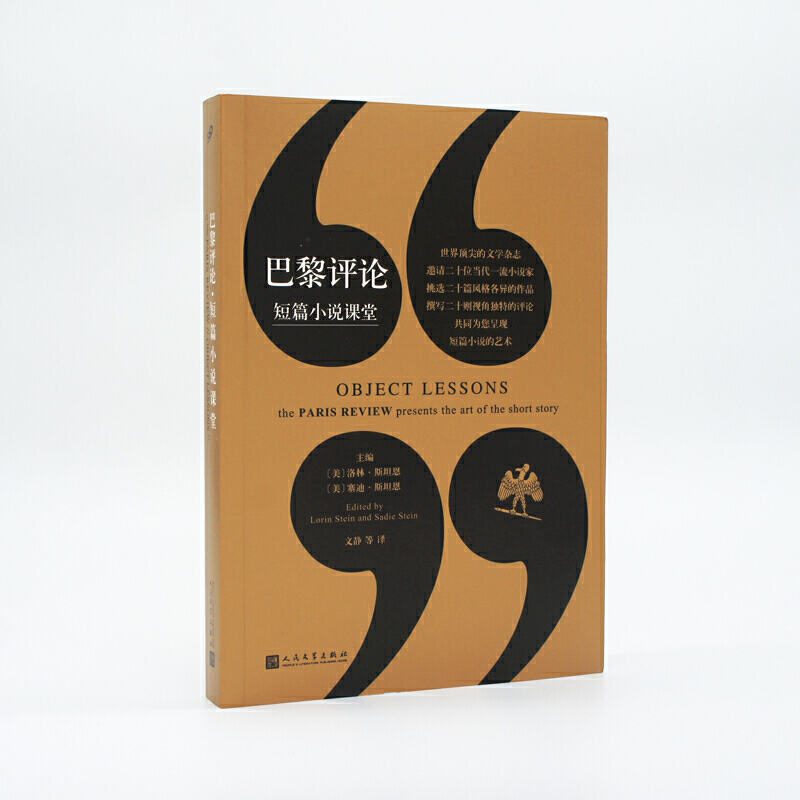 巴黎评论·短篇小说课堂
巴黎评论
短篇小说课堂
世界顶尖的文学杂志
邀请二十位当代一流小说家
挑选二十篇风格各异的作品
撰写二十则视角独特的评论
共同为您呈现
短篇小说的艺术
OBJECT LESSONS
the PARIS REVIEW presents the art of the short story
主编
〔美〕洛林·斯坦恩
〔美〕塞迪·斯坦恩
Edited by
Lorin Stein and Sadie Stein
文静 等 译
人民文学出版社
PEOPLE'S LITERATURE PUBLISHING HOUSE